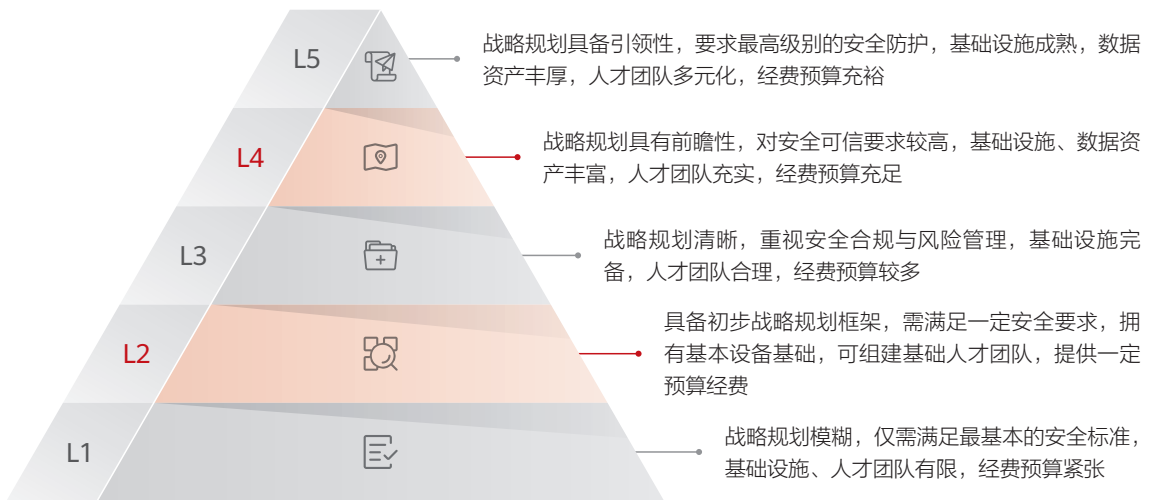 L5
战略规划具备引领性，要求最高级别的安全防护，基础设施成熟，数据
资产丰厚，人才团队多元化，经费预算充裕
L4
战略规划具有前瞻性，对安全可信要求较高，基础设施、数据资
产丰富，人才团队充实，经费预算充足
L3
战略规划清晰，重视安全合规与风险管理，基础设施完
备，人才团队合理，经费预算较多
L2
具备初步战略规划框架，需满足一定安全要求，拥
有基本设备基础，可组建基础人才团队，提供一定
预算经费
L1
战略规划模糊，仅需满足最基本的安全标准，
基础设施、人才团队有限，经费预算紧张